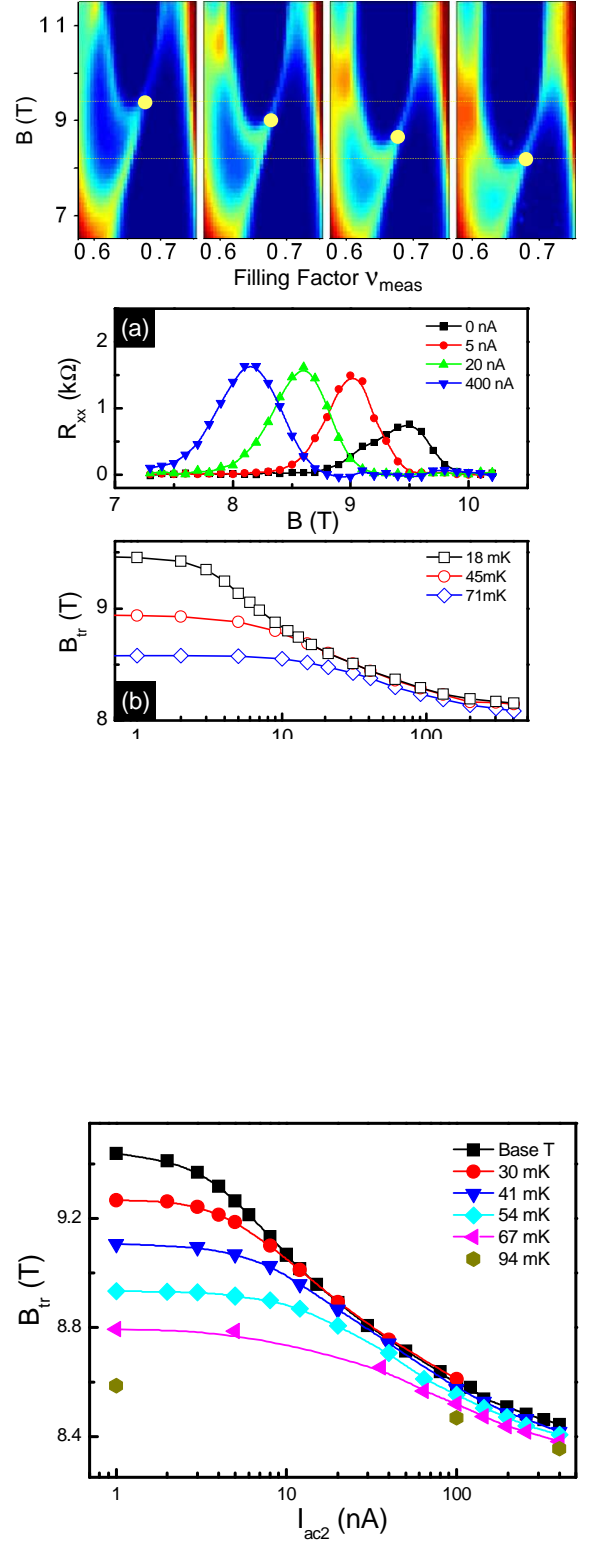 11
9
7
B (T)
0.6 0.7 0.6 0.7 0.6 0.7 0.6 0.7
Filling Factor ν_meas
(a)
0 nA
5 nA
20 nA
400 nA
2
1
0
R_xx (kΩ)
7 8 9 10
B (T)
18 mK
45mK
71mK
9
8
B_tr (T)
(b)
1 10 100
Base T
30 mK
41 mK
54 mK
67 mK
94 mK
9.2
8.8
8.4
B_tr (T)
1 10 100
I_ac2 (nA)